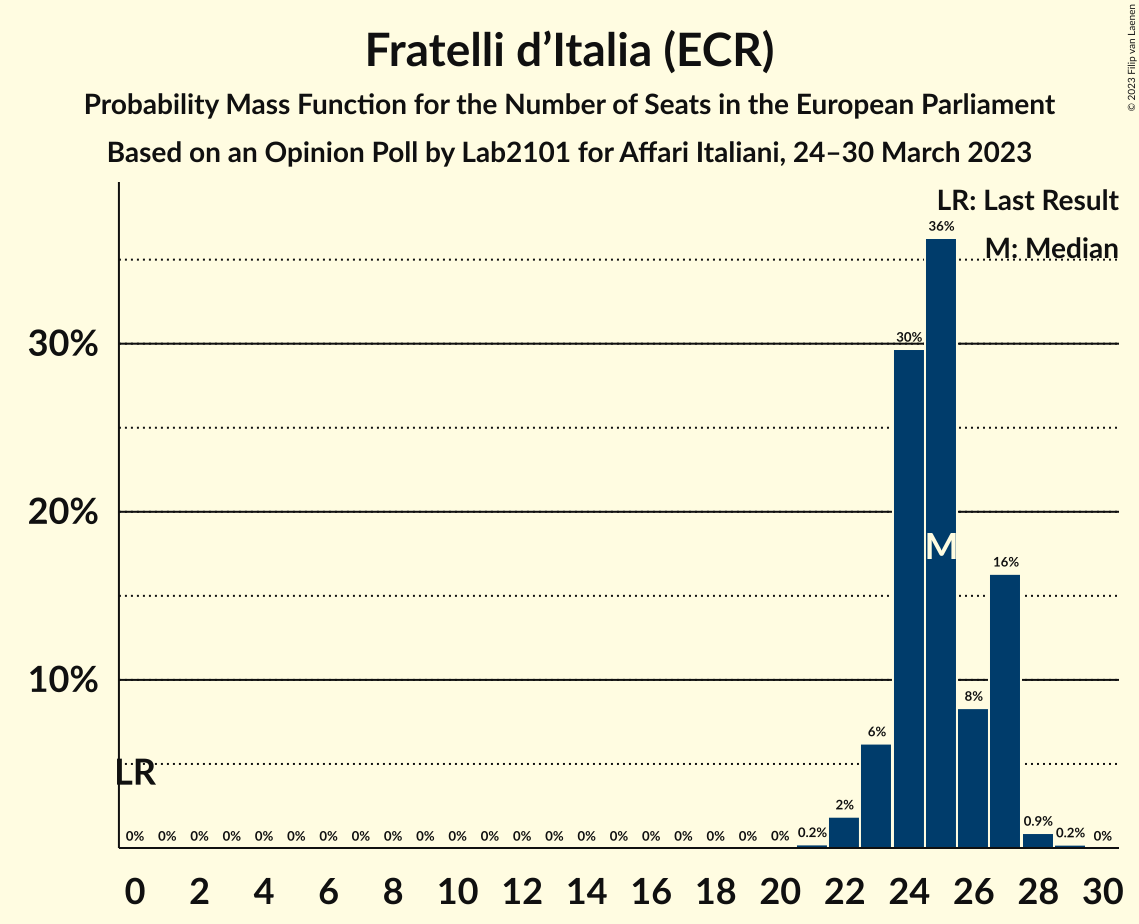 Fratelli d’Italia (ECR)
Probability Mass Function for the Number of Seats in the European Parliament
Based on an Opinion Poll by Lab2101 for Affari Italiani, 24–30 March 2023
© 2023 Filip van Laenen
LR: Last Result
M: Median
30%
20%
10%
LR
M
0% 0% 0% 0% 0% 0% 0% 0% 0% 0% 0% 0% 0% 0% 0% 0% 0% 0% 0% 0% 0% 0.2% 2% 6% 30% 36% 8% 16% 0.9% 0.2% 0%
0 2 4 6 8 10 12 14 16 18 20 22 24 26 28 30